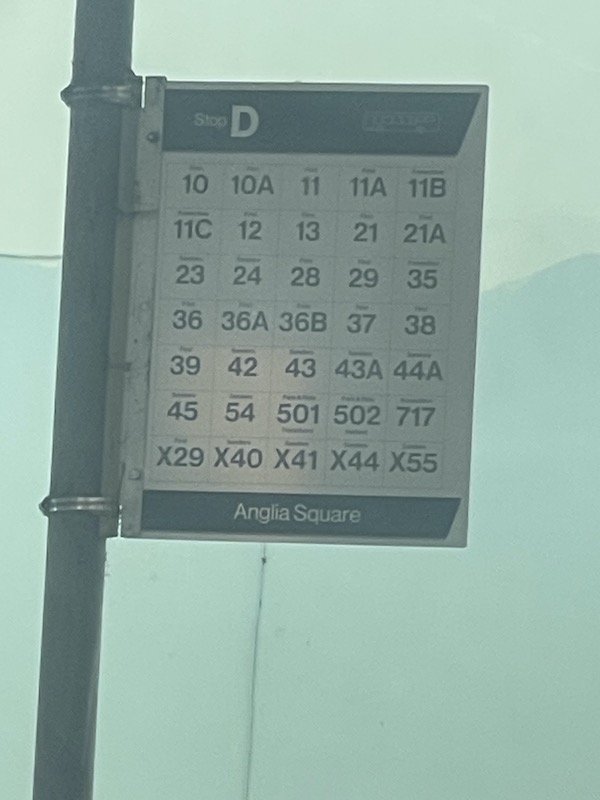 Stop D
10 10A 11 11A 11B
11C 12 13 21 21A
23 24 28 29 35
36 36A 36B 37 38
39 42 43 43A 44A
45 54 501 502 717
X29 X40 X41 X44 X55
Anglia Square